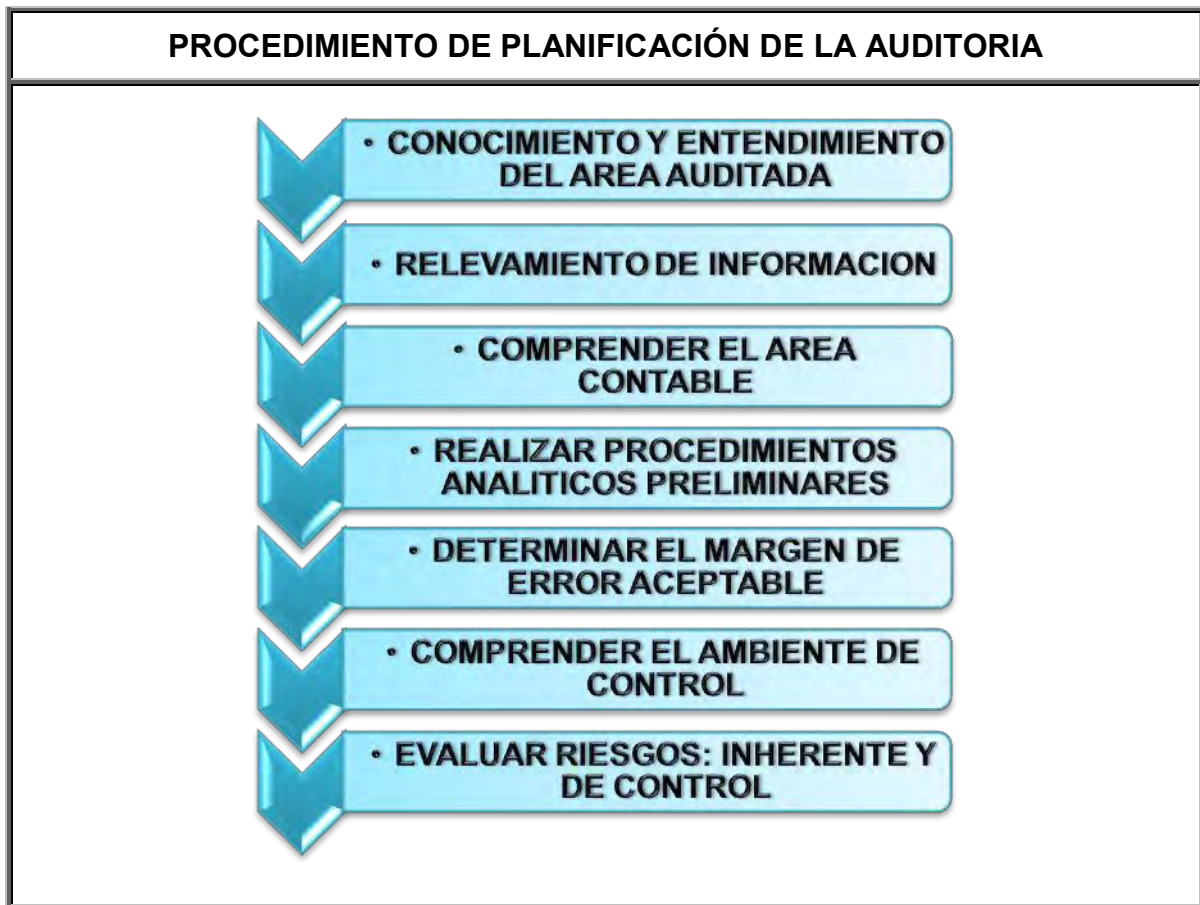 PROCEDIMIENTO DE PLANIFICACIÓN DE LA AUDITORIA
• CONOCIMIENTO Y ENTENDIMIENTO
DEL AREA AUDITADA
• RELEVAMIENTO DE INFORMACION
• COMPRENDER EL AREA
CONTABLE
• REALIZAR PROCEDIMIENTOS
ANALITICOS PRELIMINARES
• DETERMINAR EL MARGEN DE
ERROR ACEPTABLE
• COMPRENDER EL AMBIENTE DE
CONTROL
• EVALUAR RIESGOS: INHERENTE Y
DE CONTROL